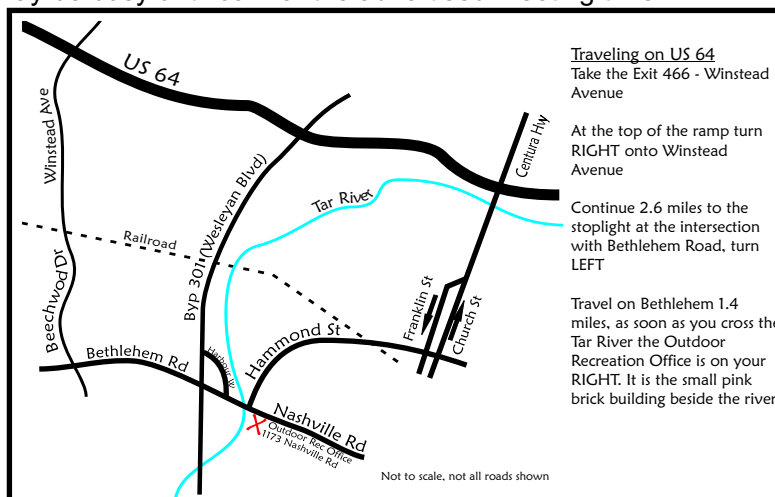 US 64
Winstead Ave
Beechwod Dr
Railroad
Byp 301 (Wesleyan Blvd)
Tar River
Centura Hwy
Franklin St
Church St
Hammond St
Bethlehem Rd
Nashville Rd
Outdoor Rec Office
1173 Nashville Rd
Not to scale, not all roads shown
Traveling on US 64
Take the Exit 466 - Winstead
Avenue
At the top of the ramp turn
RIGHT onto Winstead
Avenue
Continue 2.6 miles to the
stoplight at the intersection
with Bethlehem Road, turn
LEFT
Travel on Bethlehem 1.4
miles, as soon as you cross the
Tar River the Outdoor
Recreation Office is on your
RIGHT. It is the small pink
brick building beside the river